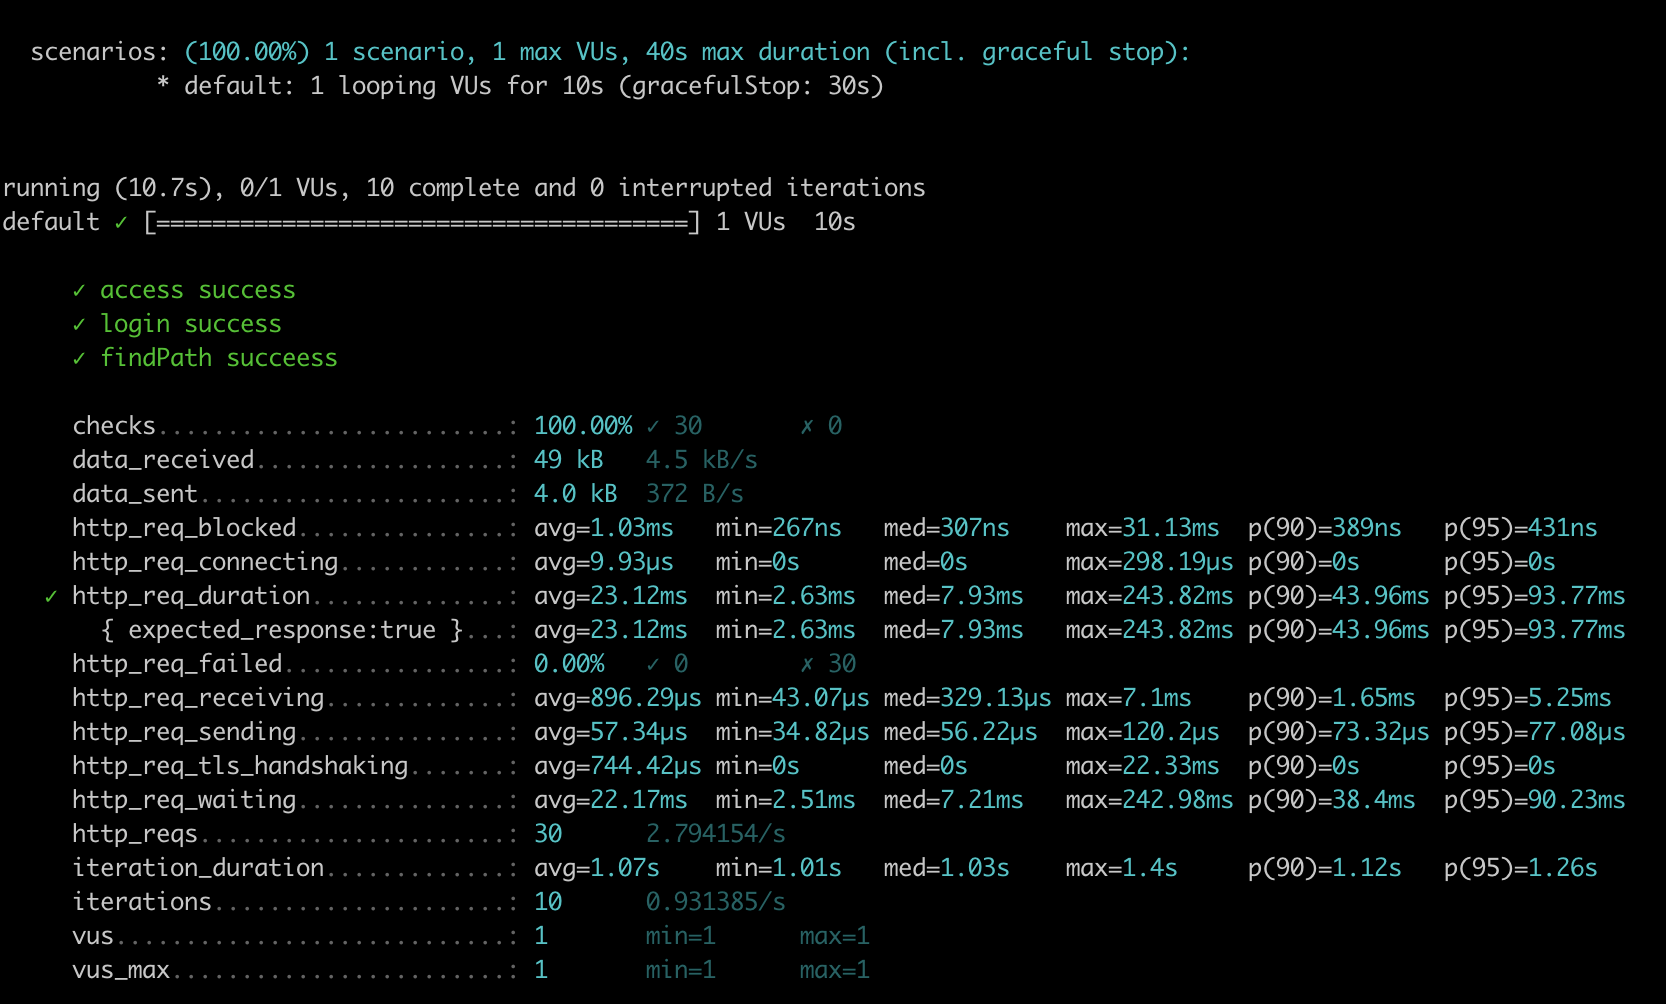 scenarios: (100.00%) 1 scenario, 1 max VUs, 40s max duration (incl. graceful stop):
* default: 1 looping VUs for 10s (gracefulStop: 30s)
running (10.7s), 0/1 VUs, 10 complete and 0 interrupted iterations
default ✓ [======================================] 1 VUs  10s
✓ access success
✓ login success
✓ findPath succeess
checks.........................: 100.00% ✓ 30       ✗ 0
data_received..................: 49 kB   4.5 kB/s
data_sent......................: 4.0 kB  372 B/s
http_req_blocked...............: avg=1.03ms   min=267ns   med=307ns    max=31.13ms  p(90)=389ns   p(95)=431ns
http_req_connecting............: avg=9.93µs   min=0s      med=0s       max=298.19µs p(90)=0s      p(95)=0s
✓ http_req_duration..............: avg=23.12ms  min=2.63ms  med=7.93ms   max=243.82ms p(90)=43.96ms p(95)=93.77ms
{ expected_response:true }...: avg=23.12ms  min=2.63ms  med=7.93ms   max=243.82ms p(90)=43.96ms p(95)=93.77ms
http_req_failed................: 0.00%   ✓ 0        ✗ 30
http_req_receiving.............: avg=896.29µs min=43.07µs med=329.13µs max=7.1ms    p(90)=1.65ms  p(95)=5.25ms
http_req_sending...............: avg=57.34µs  min=34.82µs med=56.22µs  max=120.2µs  p(90)=73.32µs p(95)=77.08µs
http_req_tls_handshaking.......: avg=744.42µs min=0s      med=0s       max=22.33ms  p(90)=0s      p(95)=0s
http_req_waiting...............: avg=22.17ms  min=2.51ms  med=7.21ms   max=242.98ms p(90)=38.4ms  p(95)=90.23ms
http_reqs......................: 30      2.794154/s
iteration_duration.............: avg=1.07s    min=1.01s   med=1.03s    max=1.4s     p(90)=1.12s   p(95)=1.26s
iterations.....................: 10      0.931385/s
vus............................: 1       min=1      max=1
vus_max........................: 1       min=1      max=1